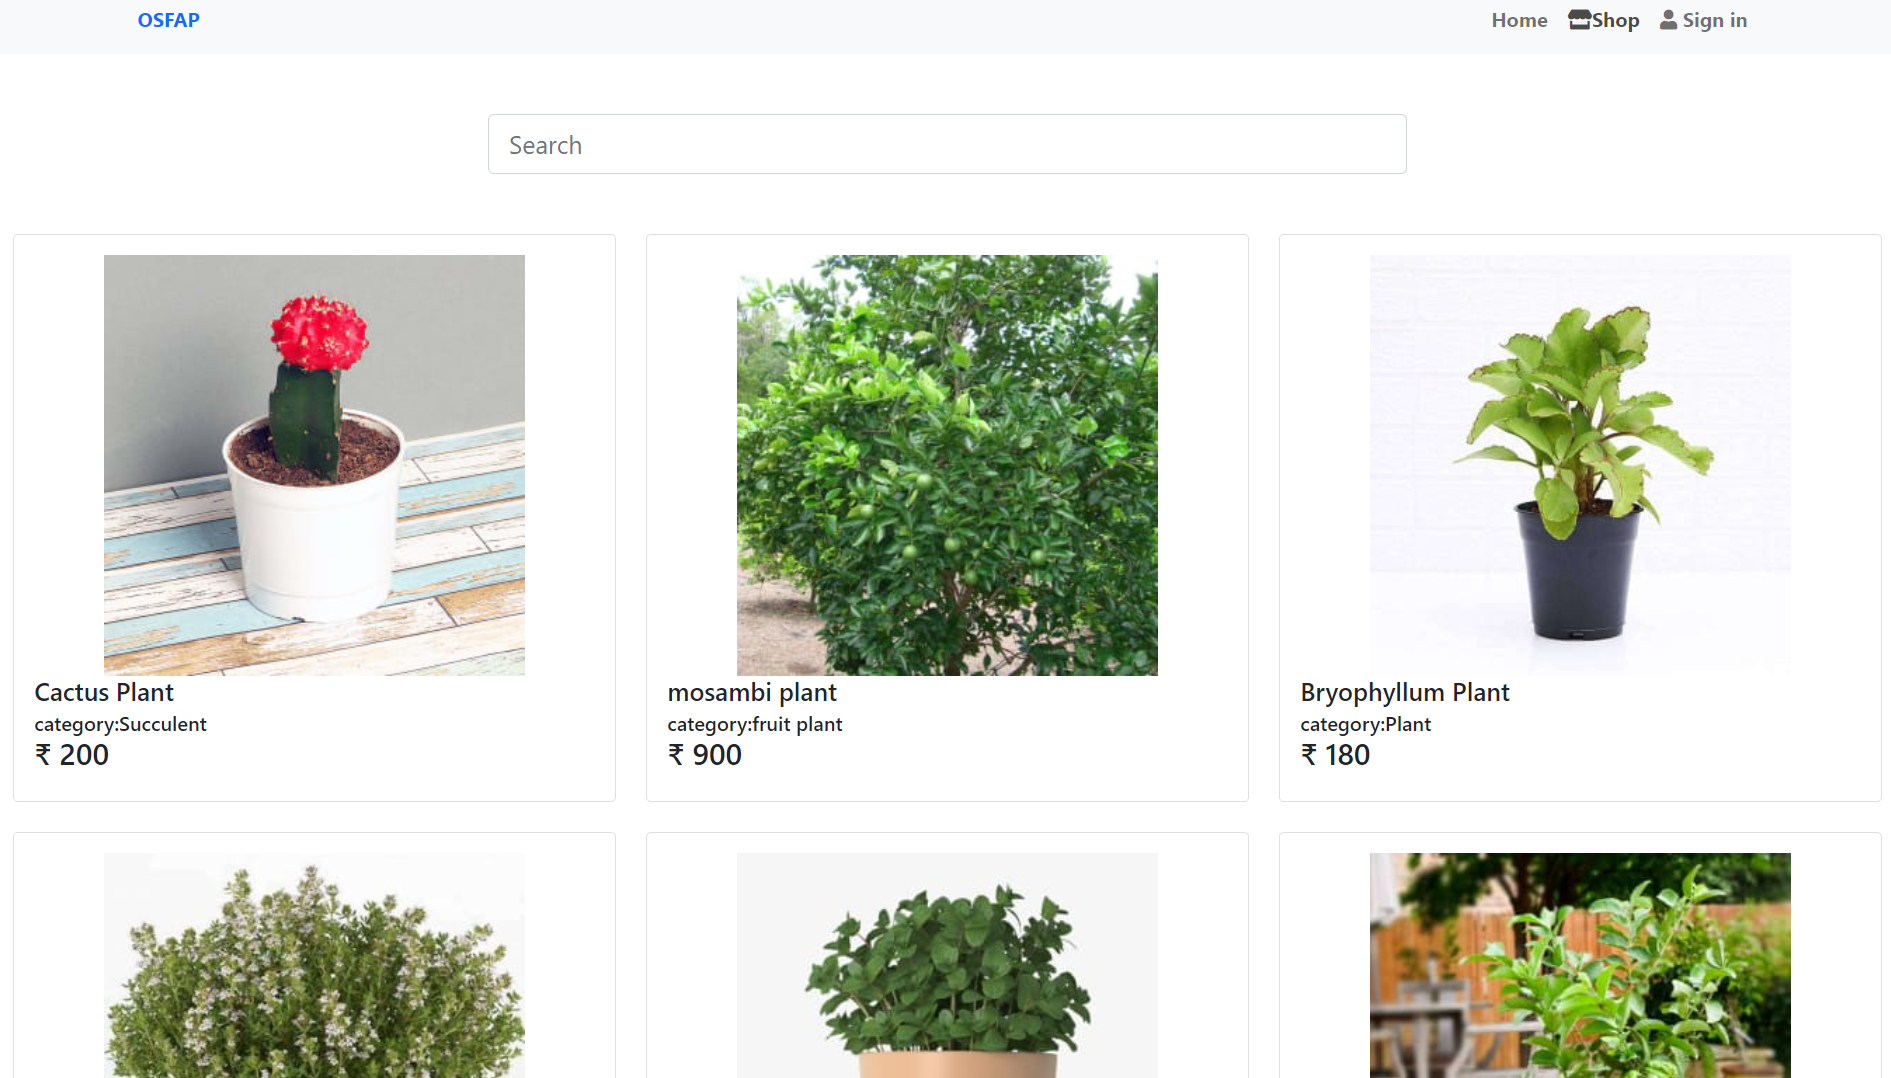 OSFAP
Home Shop Sign in
Search
Cactus Plant
category:Succulent
₹ 200
mosambi plant
category:fruit plant
₹ 900
Bryophyllum Plant
category:Plant
₹ 180